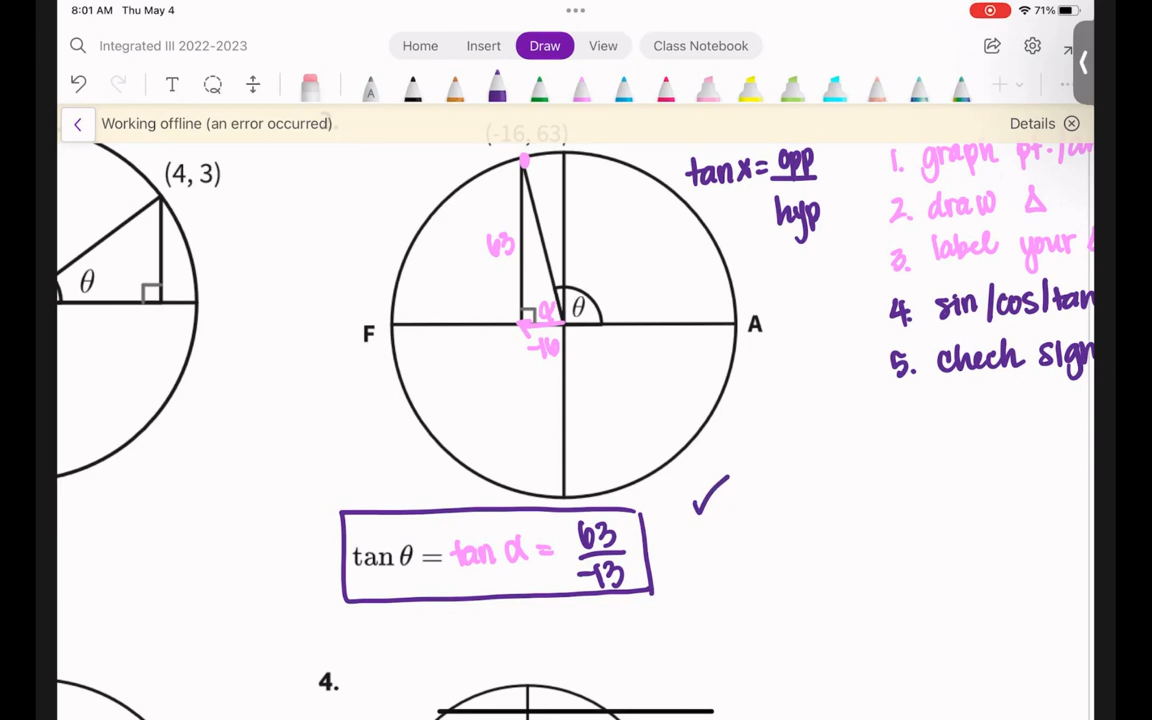 8:01 AM Thu May 4
71%
Integrated III 2022-2023
Home Insert Draw View Class Notebook
T
A
Working offline (an error occurred).
Details
(-16, 63)
(4, 3)
θ
63
α
θ
-16
F
A
tan x = opp
hyp
1. graph pt.
2. draw Δ
3. label your
4. sin/cos/tan
5. chech sign
tan θ = tan α = 63
-13
4.